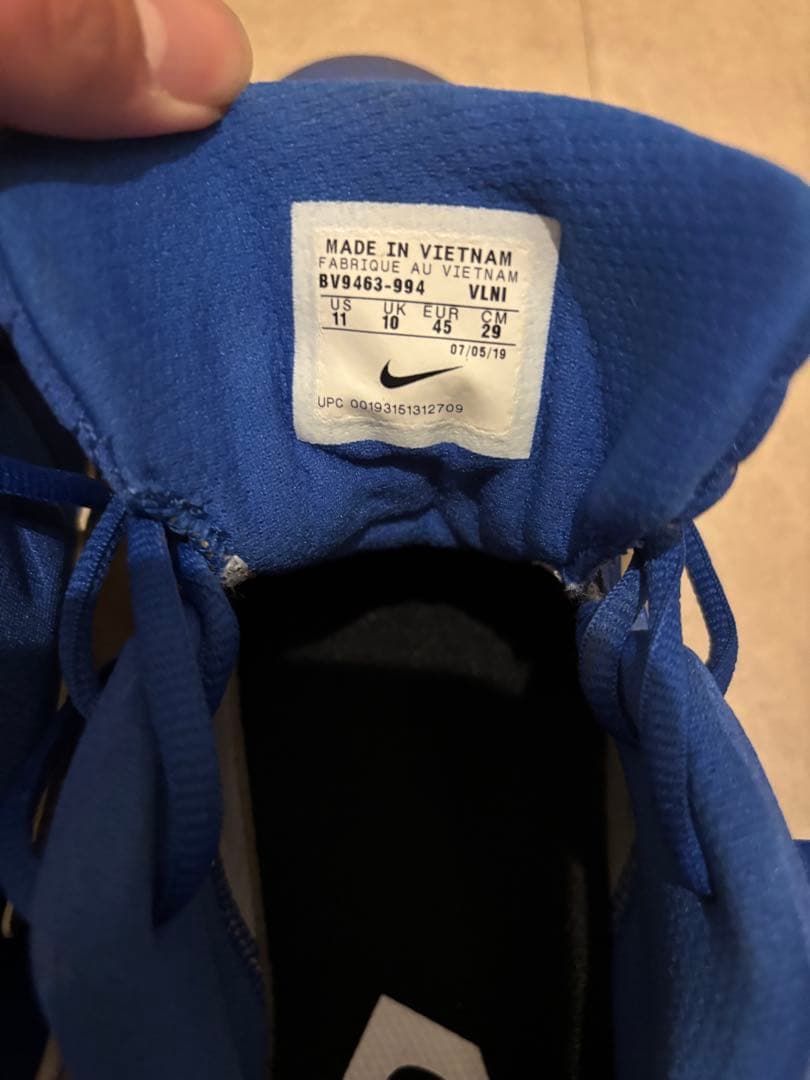 MADE IN VIETNAM
FABRIQUE AU VIETNAM
BV9463-994 VLNI
US UK EUR CM
11 10 45 29
07/05/19
UPC 00193151312709